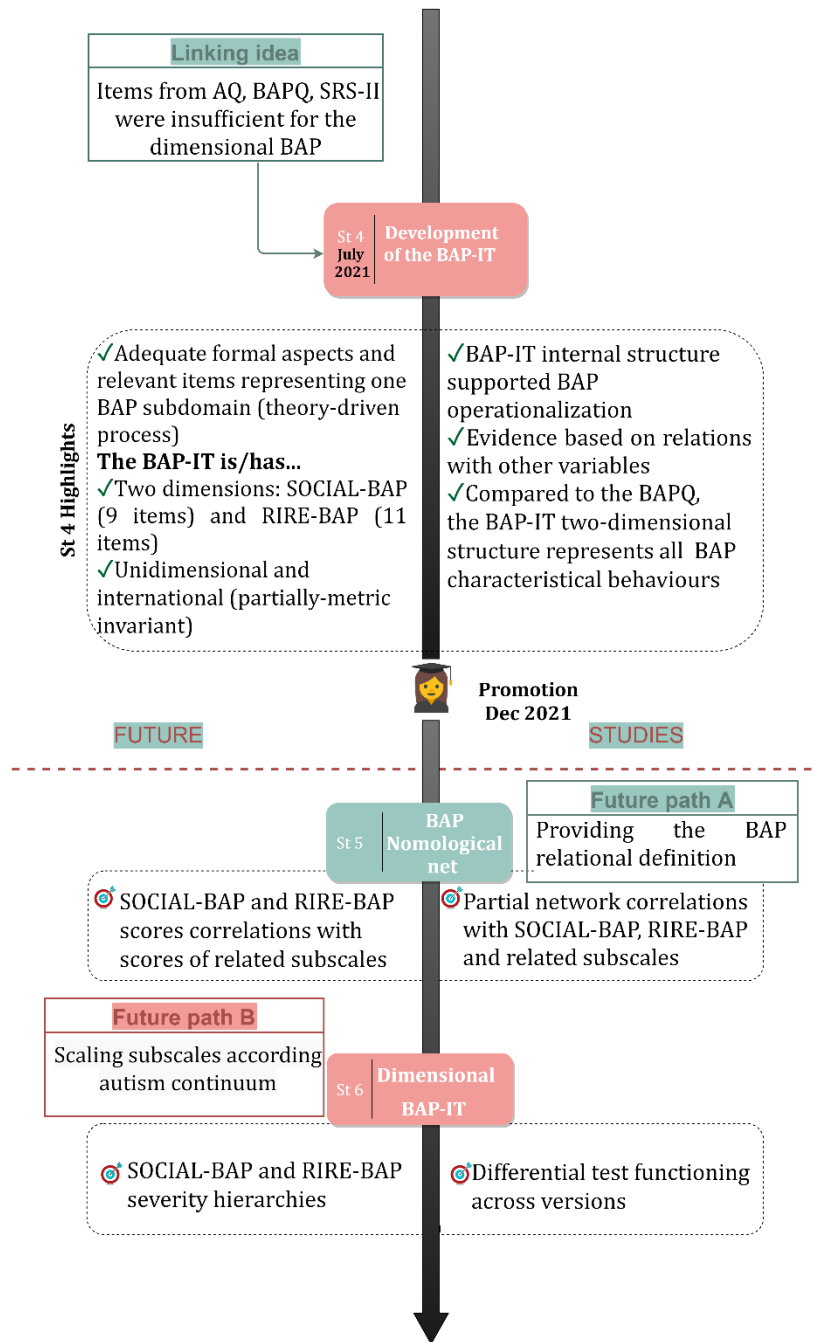 Linking idea
Items from AQ, BAPQ, SRS-II
were insufficient for the
dimensional BAP
St 4
July
2021
Development
of the BAP-IT
St 4 Highlights
✓Adequate formal aspects and
relevant items representing one
BAP subdomain (theory-driven
process)
The BAP-IT is/has...
✓Two dimensions: SOCIAL-BAP
(9 items) and RIRE-BAP (11
items)
✓Unidimensional and
international (partially-metric
invariant)
✓BAP-IT internal structure
supported BAP
operationalization
✓Evidence based on relations
with other variables
✓Compared to the BAPQ,
the BAP-IT two-dimensional
structure represents all BAP
characteristical behaviours
Promotion
Dec 2021
FUTURE
STUDIES
St 5
BAP
Nomological
net
Future path A
Providing the BAP
relational definition
SOCIAL-BAP and RIRE-BAP
scores correlations with
scores of related subscales
Partial network correlations
with SOCIAL-BAP, RIRE-BAP
and related subscales
Future path B
Scaling subscales according
autism continuum
St 6
Dimensional
BAP-IT
SOCIAL-BAP and RIRE-BAP
severity hierarchies
Differential test functioning
across versions